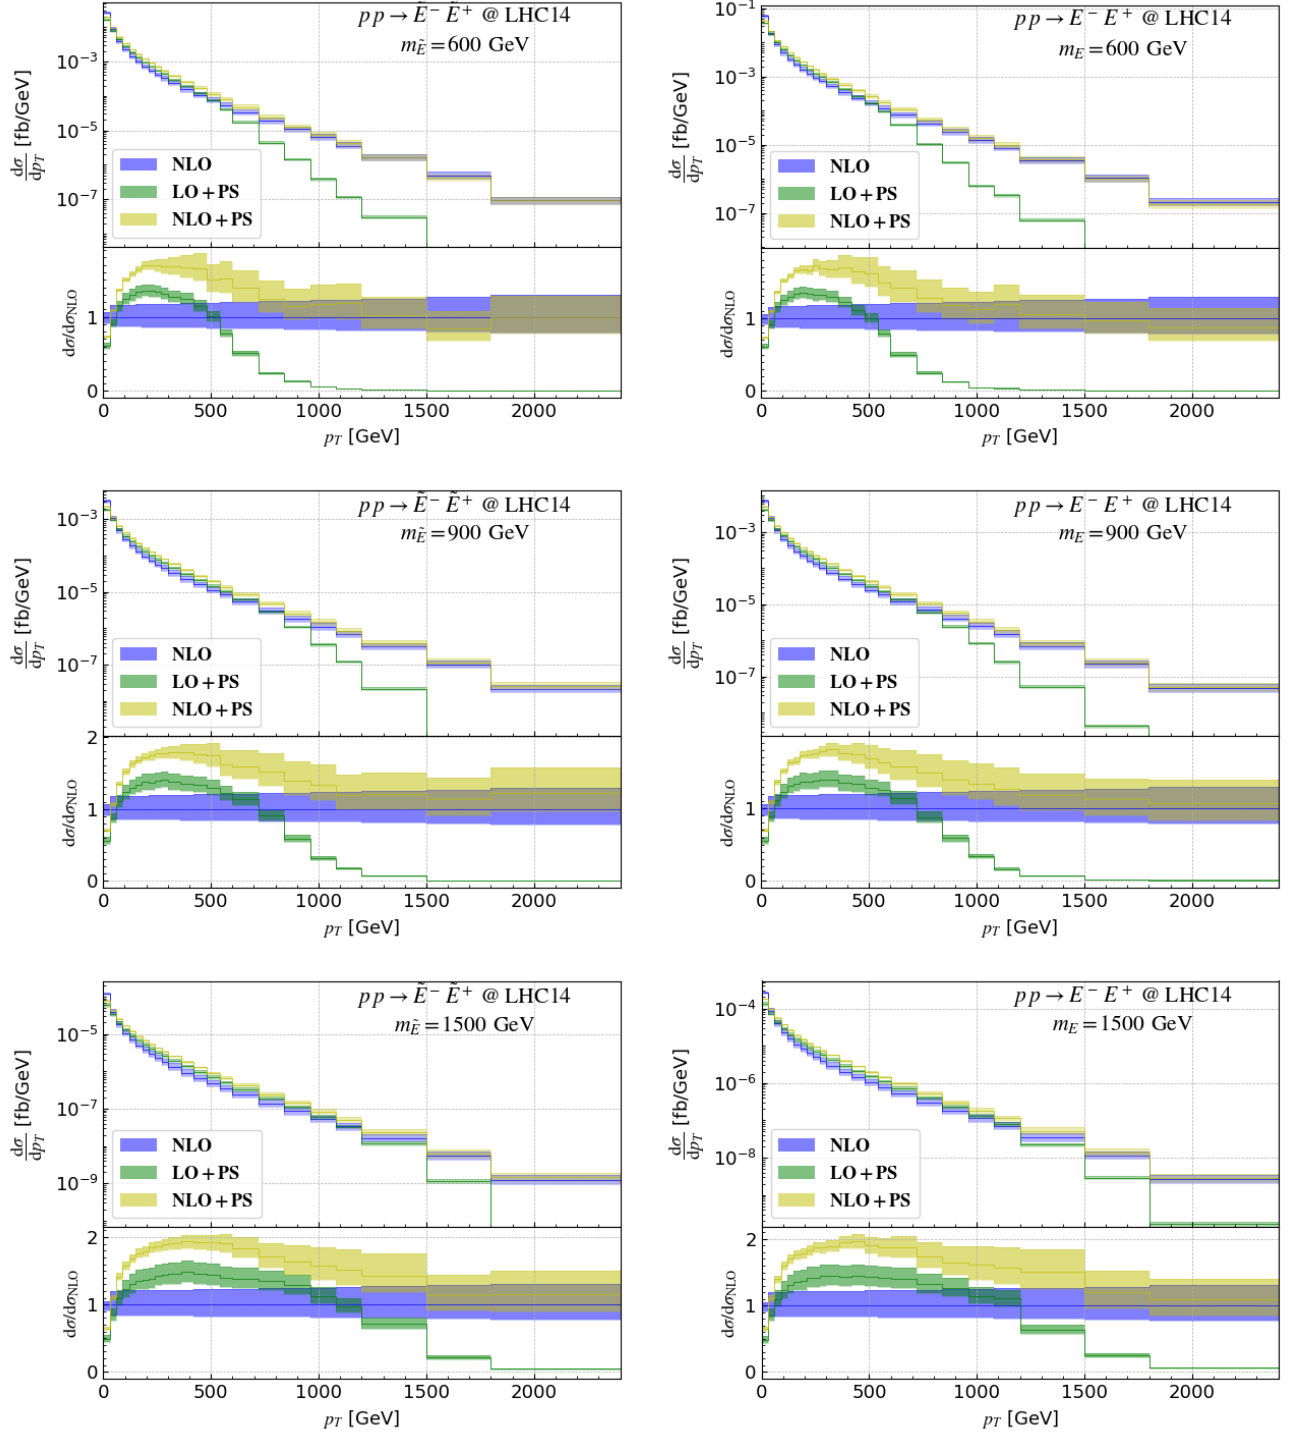 pp → Ẽ⁻ Ẽ⁺ @ LHC14
m_Ẽ = 600 GeV
dσ/dp_T [fb/GeV]
10⁻³
10⁻⁵
10⁻⁷
NLO
LO+PS
NLO+PS
dσ/dσ_NLO
1
0
0 500 1000 1500 2000
p_T [GeV]
pp → E⁻ E⁺ @ LHC14
m_E = 600 GeV
dσ/dp_T [fb/GeV]
10⁻¹
10⁻³
10⁻⁵
10⁻⁷
NLO
LO+PS
NLO+PS
dσ/dσ_NLO
1
0
0 500 1000 1500 2000
p_T [GeV]
pp → Ẽ⁻ Ẽ⁺ @ LHC14
m_Ẽ = 900 GeV
dσ/dp_T [fb/GeV]
10⁻³
10⁻⁵
10⁻⁷
NLO
LO+PS
NLO+PS
dσ/dσ_NLO
2
1
0
0 500 1000 1500 2000
p_T [GeV]
pp → E⁻ E⁺ @ LHC14
m_E = 900 GeV
dσ/dp_T [fb/GeV]
10⁻³
10⁻⁵
10⁻⁷
NLO
LO+PS
NLO+PS
dσ/dσ_NLO
1
0
0 500 1000 1500 2000
p_T [GeV]
pp → Ẽ⁻ Ẽ⁺ @ LHC14
m_Ẽ = 1500 GeV
dσ/dp_T [fb/GeV]
10⁻⁵
10⁻⁷
10⁻⁹
NLO
LO+PS
NLO+PS
dσ/dσ_NLO
2
1
0
0 500 1000 1500 2000
p_T [GeV]
pp → E⁻ E⁺ @ LHC14
m_E = 1500 GeV
dσ/dp_T [fb/GeV]
10⁻⁴
10⁻⁶
10⁻⁸
NLO
LO+PS
NLO+PS
dσ/dσ_NLO
2
1
0
0 500 1000 1500 2000
p_T [GeV]